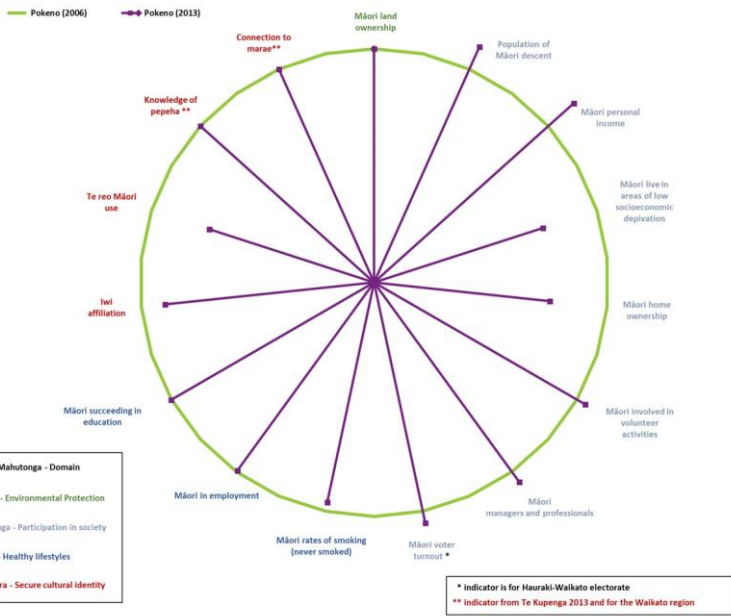 Pokeno (2006)
Pokeno (2013)
Māori land
ownership
Population of
Māori descent
Māori personal
income
Māori live in
areas of low
socioeconomic
depivation
Māori home
ownership
Māori involved in
volunteer
activities
Māori
managers and professionals
Māori voter
turnout *
Māori rates of smoking
(never smoked)
Māori in employment
Māori succeeding in
education
Iwi
affiliation
Te reo Māori
use
Knowledge of
pepeha **
Connection to
marae**
Mahutonga - Domain
- Environmental Protection
nga - Participation in society
Healthy lifestyles
ra - Secure cultural identity
* indicator is for Hauraki-Waikato electorate
** indicator from Te Kupenga 2013 and for the Waikato region